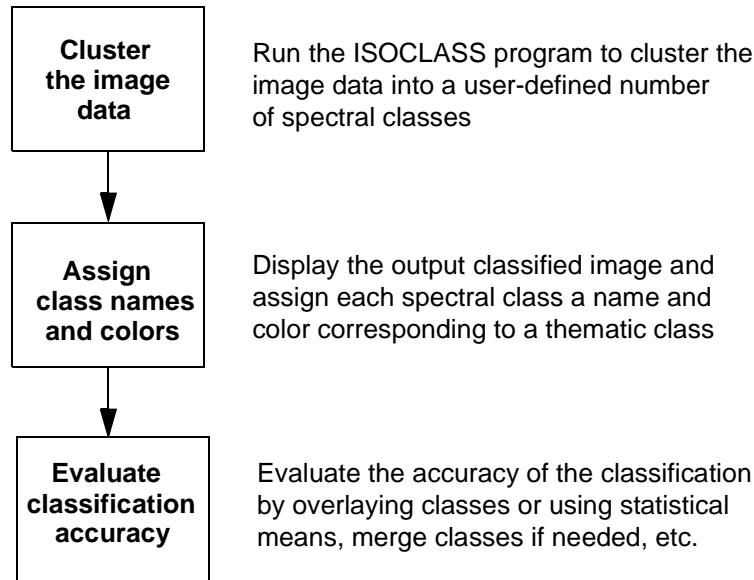 Cluster
the image
data
Run the ISOCLASS program to cluster the
image data into a user-defined number
of spectral classes
Assign
class names
and colors
Display the output classified image and
assign each spectral class a name and
color corresponding to a thematic class
Evaluate
classification
accuracy
Evaluate the accuracy of the classification
by overlaying classes or using statistical
means, merge classes if needed, etc.